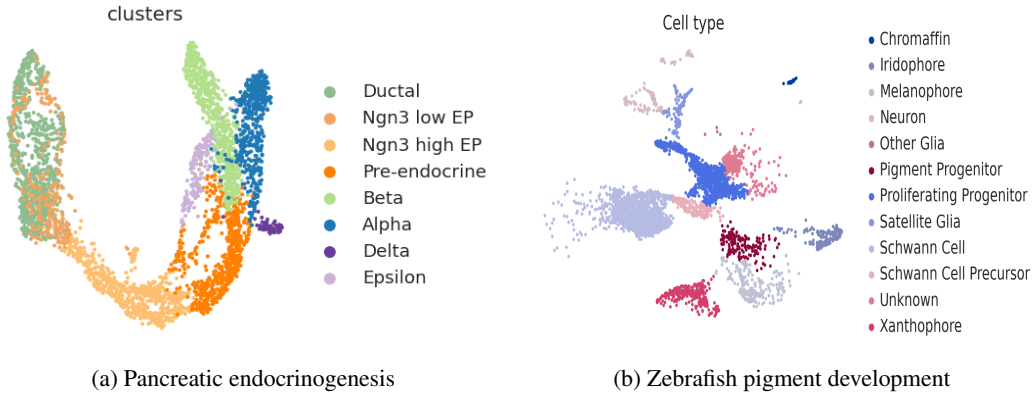 clusters
Ductal
Ngn3 low EP
Ngn3 high EP
Pre-endocrine
Beta
Alpha
Delta
Epsilon
(a) Pancreatic endocrinogenesis
Cell type
Chromaffin
Iridophore
Melanophore
Neuron
Other Glia
Pigment Progenitor
Proliferating Progenitor
Satellite Glia
Schwann Cell
Schwann Cell Precursor
Unknown
Xanthophore
(b) Zebrafish pigment development